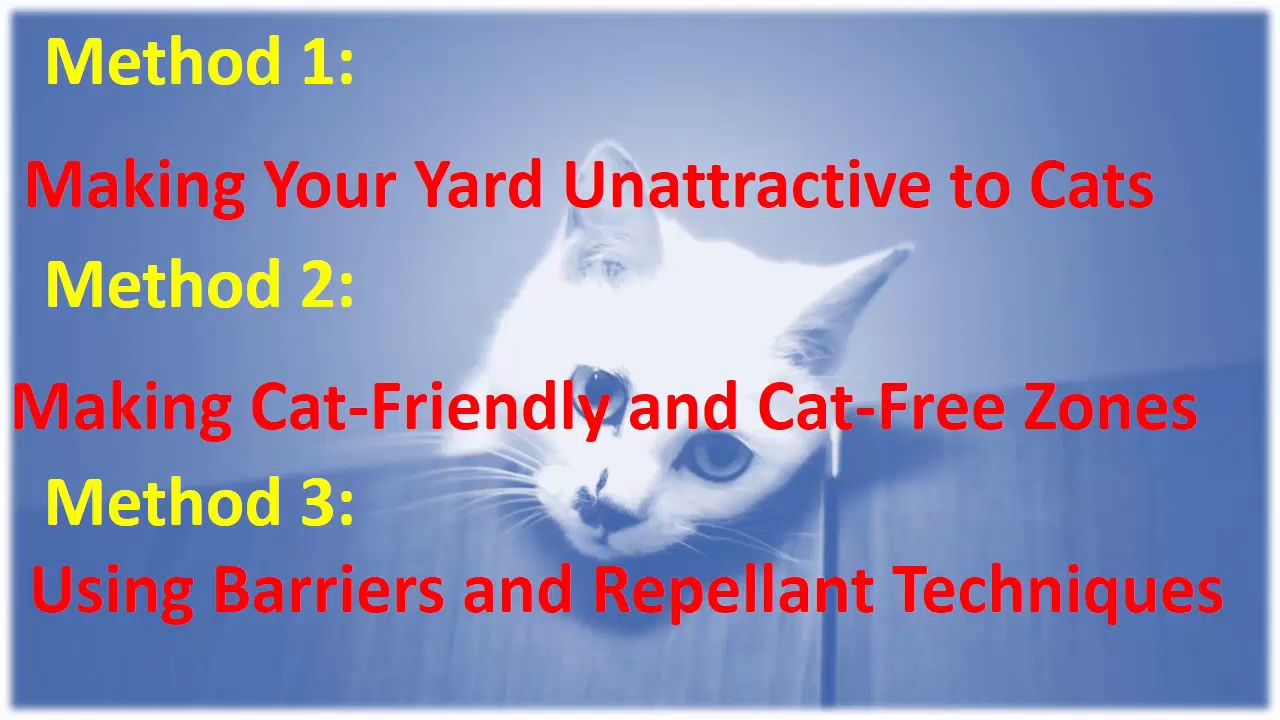 Method 1:
Making Your Yard Unattractive to Cats
Method 2:
Making Cat-Friendly and Cat-Free Zones
Method 3:
Using Barriers and Repellant Techniques